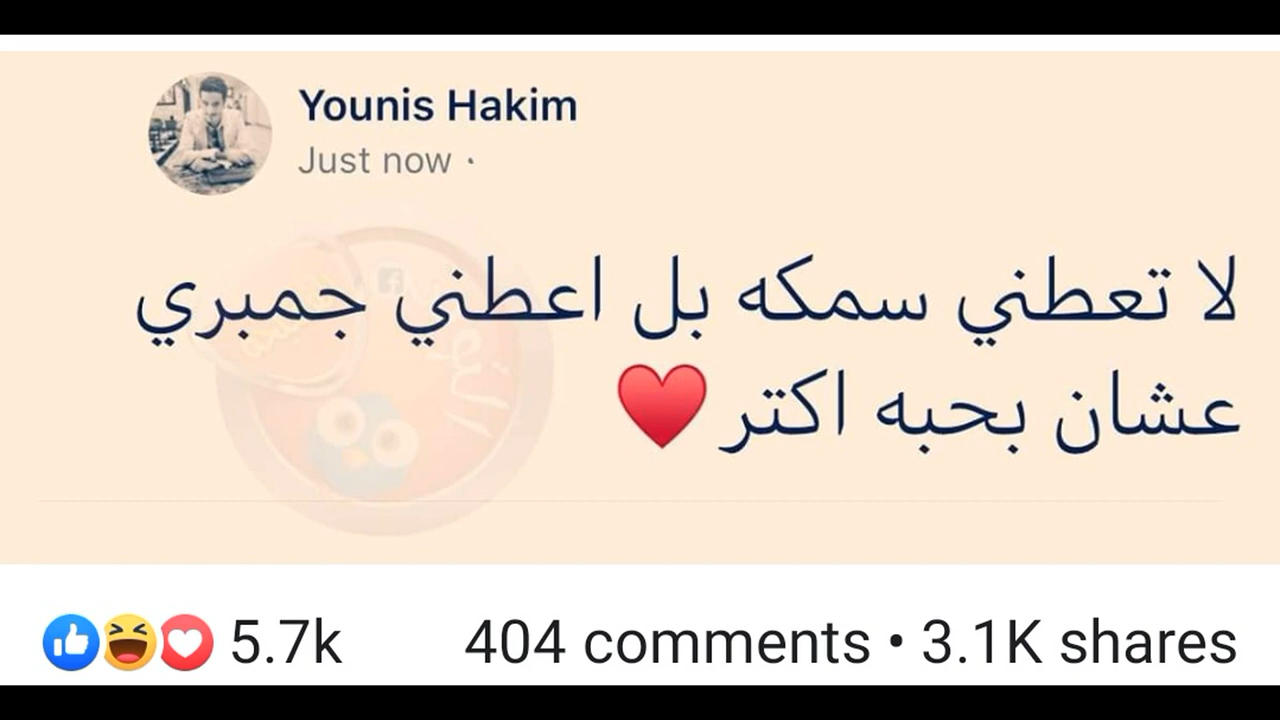 Younis Hakim
Just now ·
لا تعطني سمكه بل اعطني جمبري
عشان بحبه اكتر ❤️
5.7k
404 comments • 3.1K shares